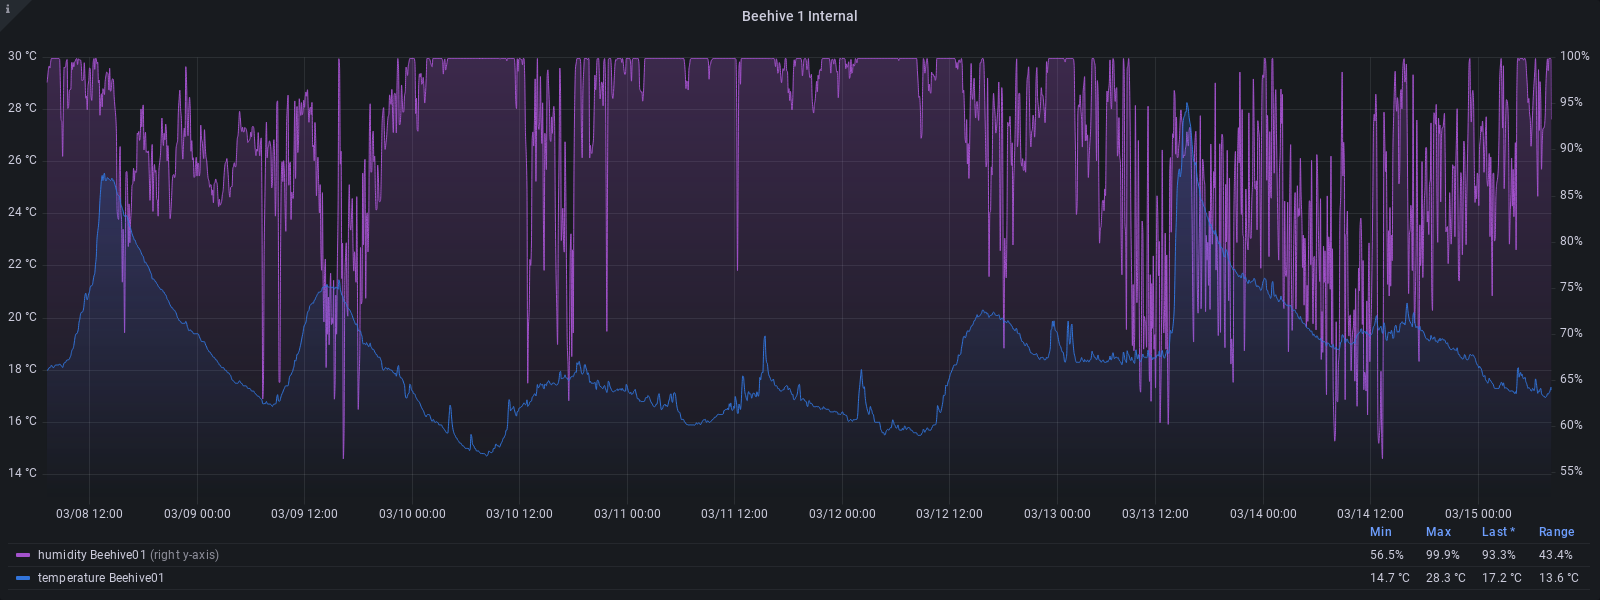 i
Beehive 1 Internal
30 °C 100%
28 °C 95%
26 °C 90%
24 °C 85%
22 °C 80%
20 °C 75%
18 °C 70%
16 °C 65%
14 °C 60%
55%
03/08 12:00 03/09 00:00 03/09 12:00 03/10 00:00 03/10 12:00 03/11 00:00 03/11 12:00 03/12 00:00 03/12 12:00 03/13 00:00 03/13 12:00 03/14 00:00 03/14 12:00 03/15 00:00
Min Max Last * Range
humidity Beehive01 (right y-axis) 56.5% 99.9% 93.3% 43.4%
temperature Beehive01 14.7 °C 28.3 °C 17.2 °C 13.6 °C